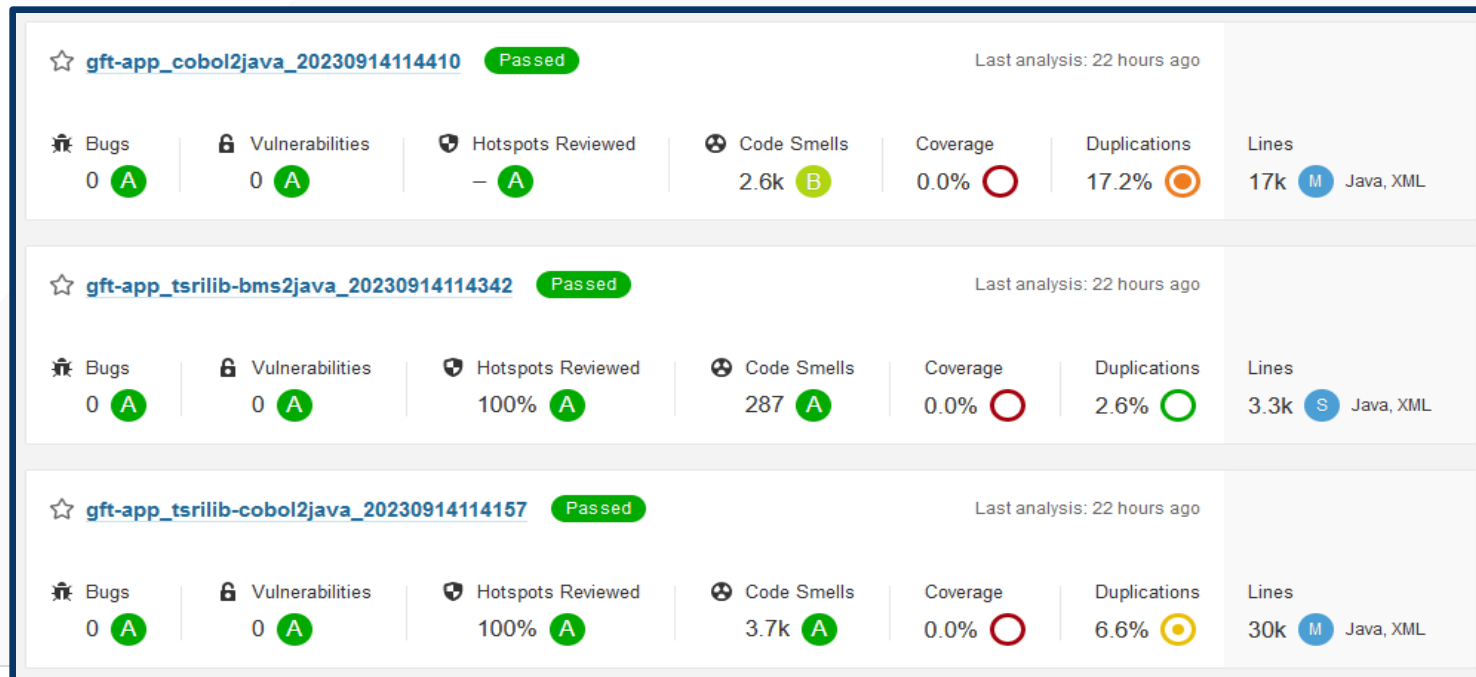 gft-app_cobol2java_20230914114410 Passed Last analysis: 22 hours ago
Bugs Vulnerabilities Hotspots Reviewed Code Smells Coverage Duplications Lines
0 A 0 A – A 2.6k B 0.0% 17.2% 17k M Java, XML
gft-app_tsrilib-bms2java_20230914114342 Passed Last analysis: 22 hours ago
Bugs Vulnerabilities Hotspots Reviewed Code Smells Coverage Duplications Lines
0 A 0 A 100% A 287 A 0.0% 2.6% 3.3k S Java, XML
gft-app_tsrilib-cobol2java_20230914114157 Passed Last analysis: 22 hours ago
Bugs Vulnerabilities Hotspots Reviewed Code Smells Coverage Duplications Lines
0 A 0 A 100% A 3.7k A 0.0% 6.6% 30k M Java, XML